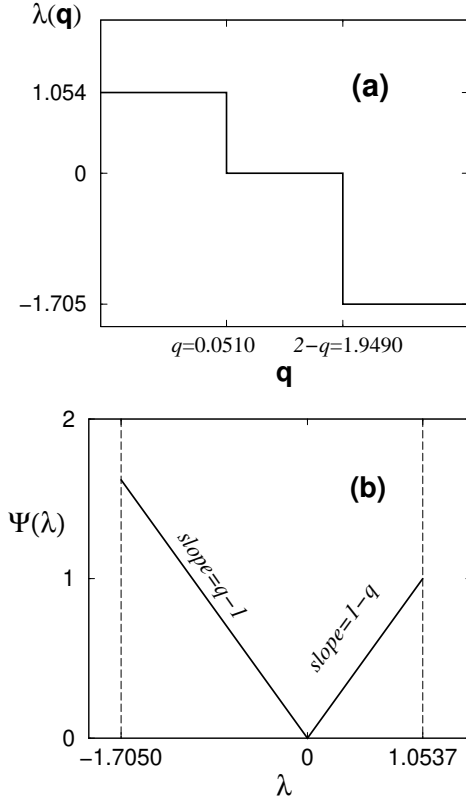 λ(q)
(a)
1.054
0
−1.705
q=0.0510 2−q=1.9490
q
2
(b)
Ψ(λ)
slope=q−1
slope=1−q
1
0
−1.7050 0 1.0537
λ